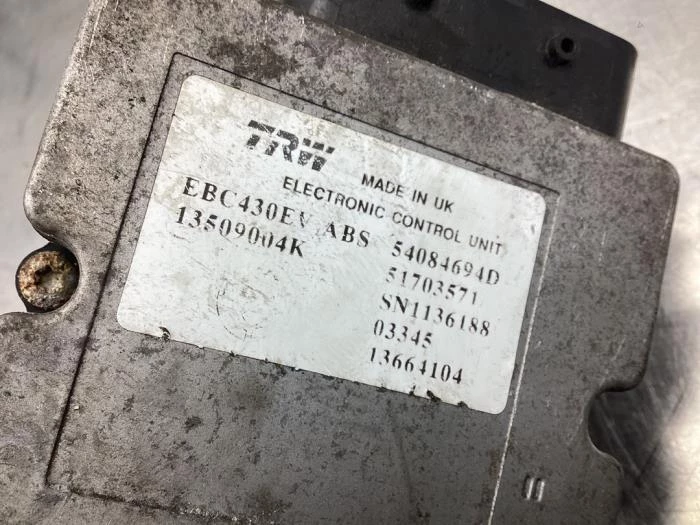 TRW
MADE IN UK
ELECTRONIC CONTROL UNIT
EBC430EV ABS 54084694D
13509004K 51703571
SN1136188
03345
13664104